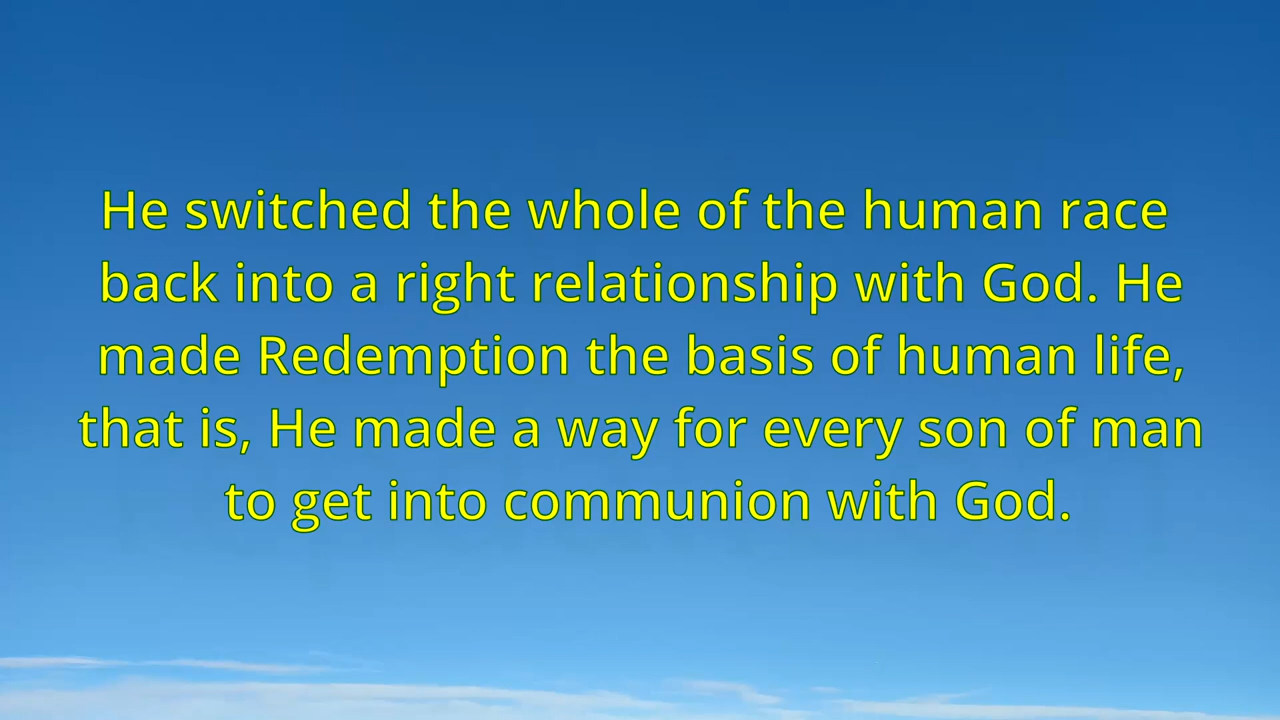 He switched the whole of the human race
back into a right relationship with God. He
made Redemption the basis of human life,
that is, He made a way for every son of man
to get into communion with God.